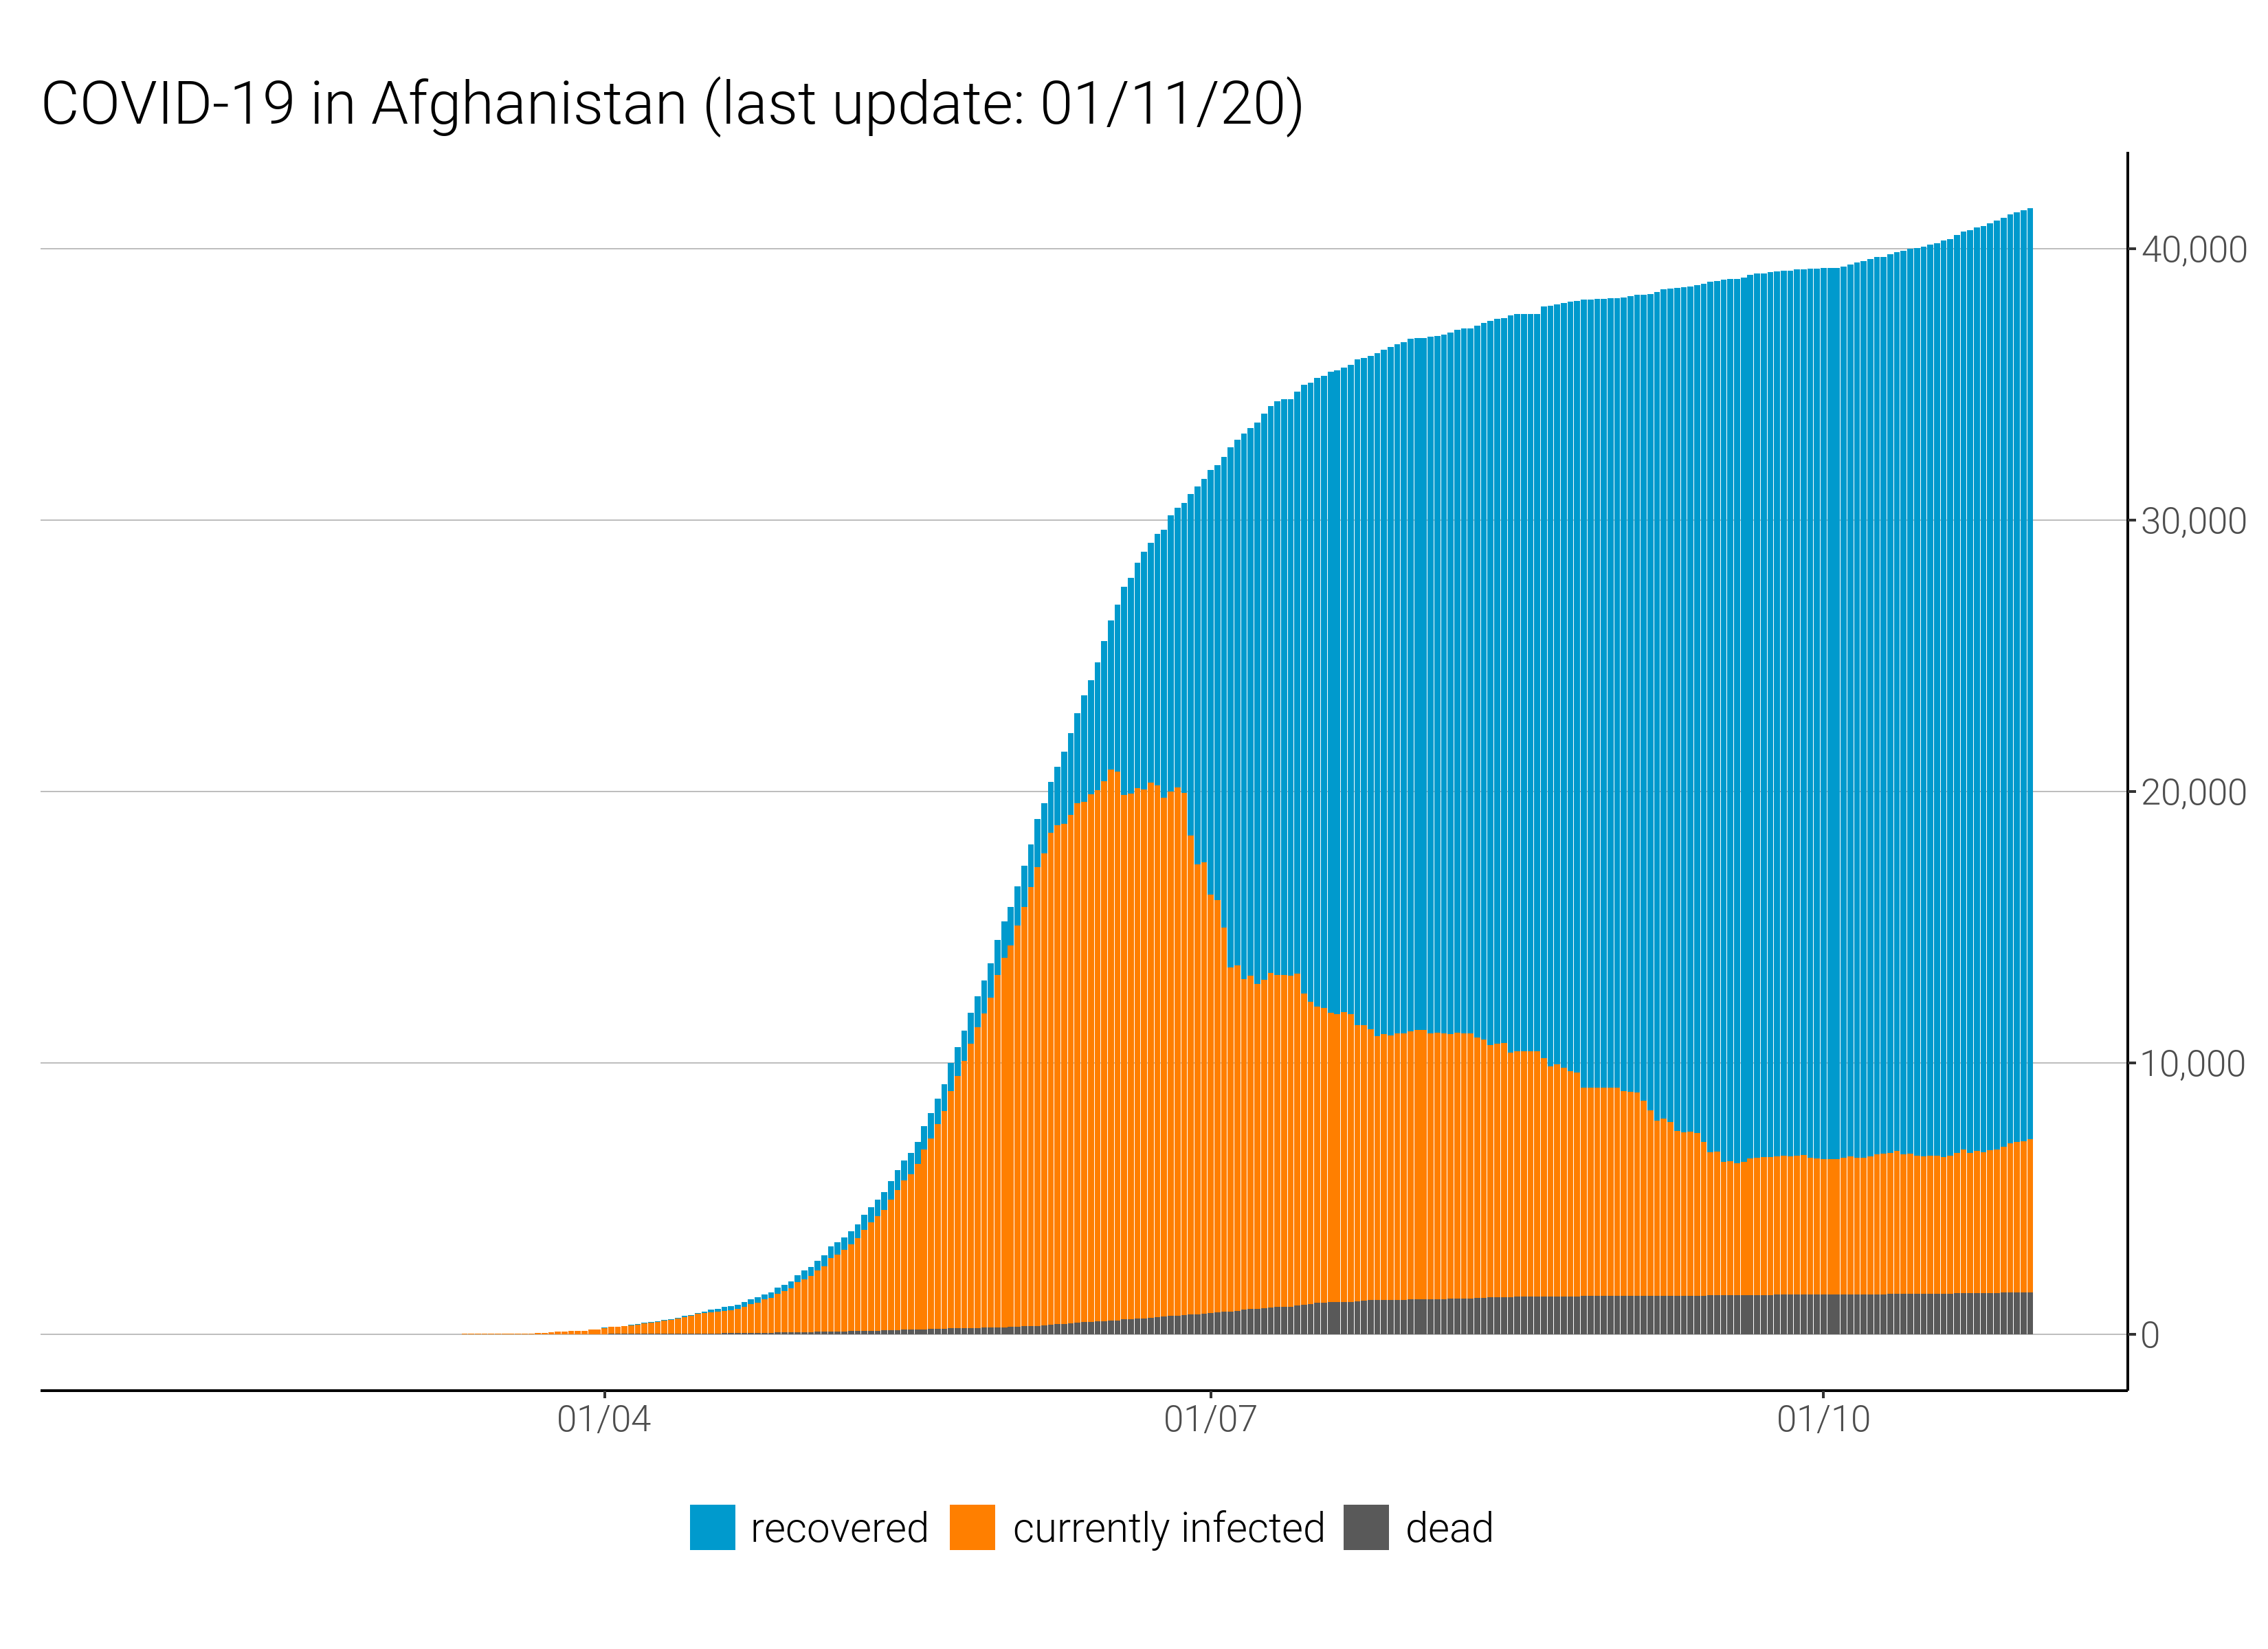 COVID-19 in Afghanistan (last update: 01/11/20)
40,000
30,000
20,000
10,000
0
01/04 01/07 01/10
recovered currently infected dead